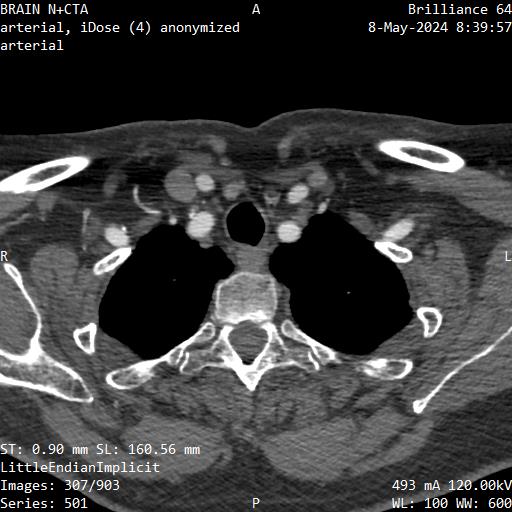 BRAIN N+CTA
A
Brilliance 64
arterial, iDose (4) anonymized
8-May-2024 8:39:57
arterial
R
L
ST: 0.90 mm SL: 160.56 mm
LittleEndianImplicit
Images: 307/903
493 mA 120.00kV
Series: 501
P
WL: 100 WW: 600